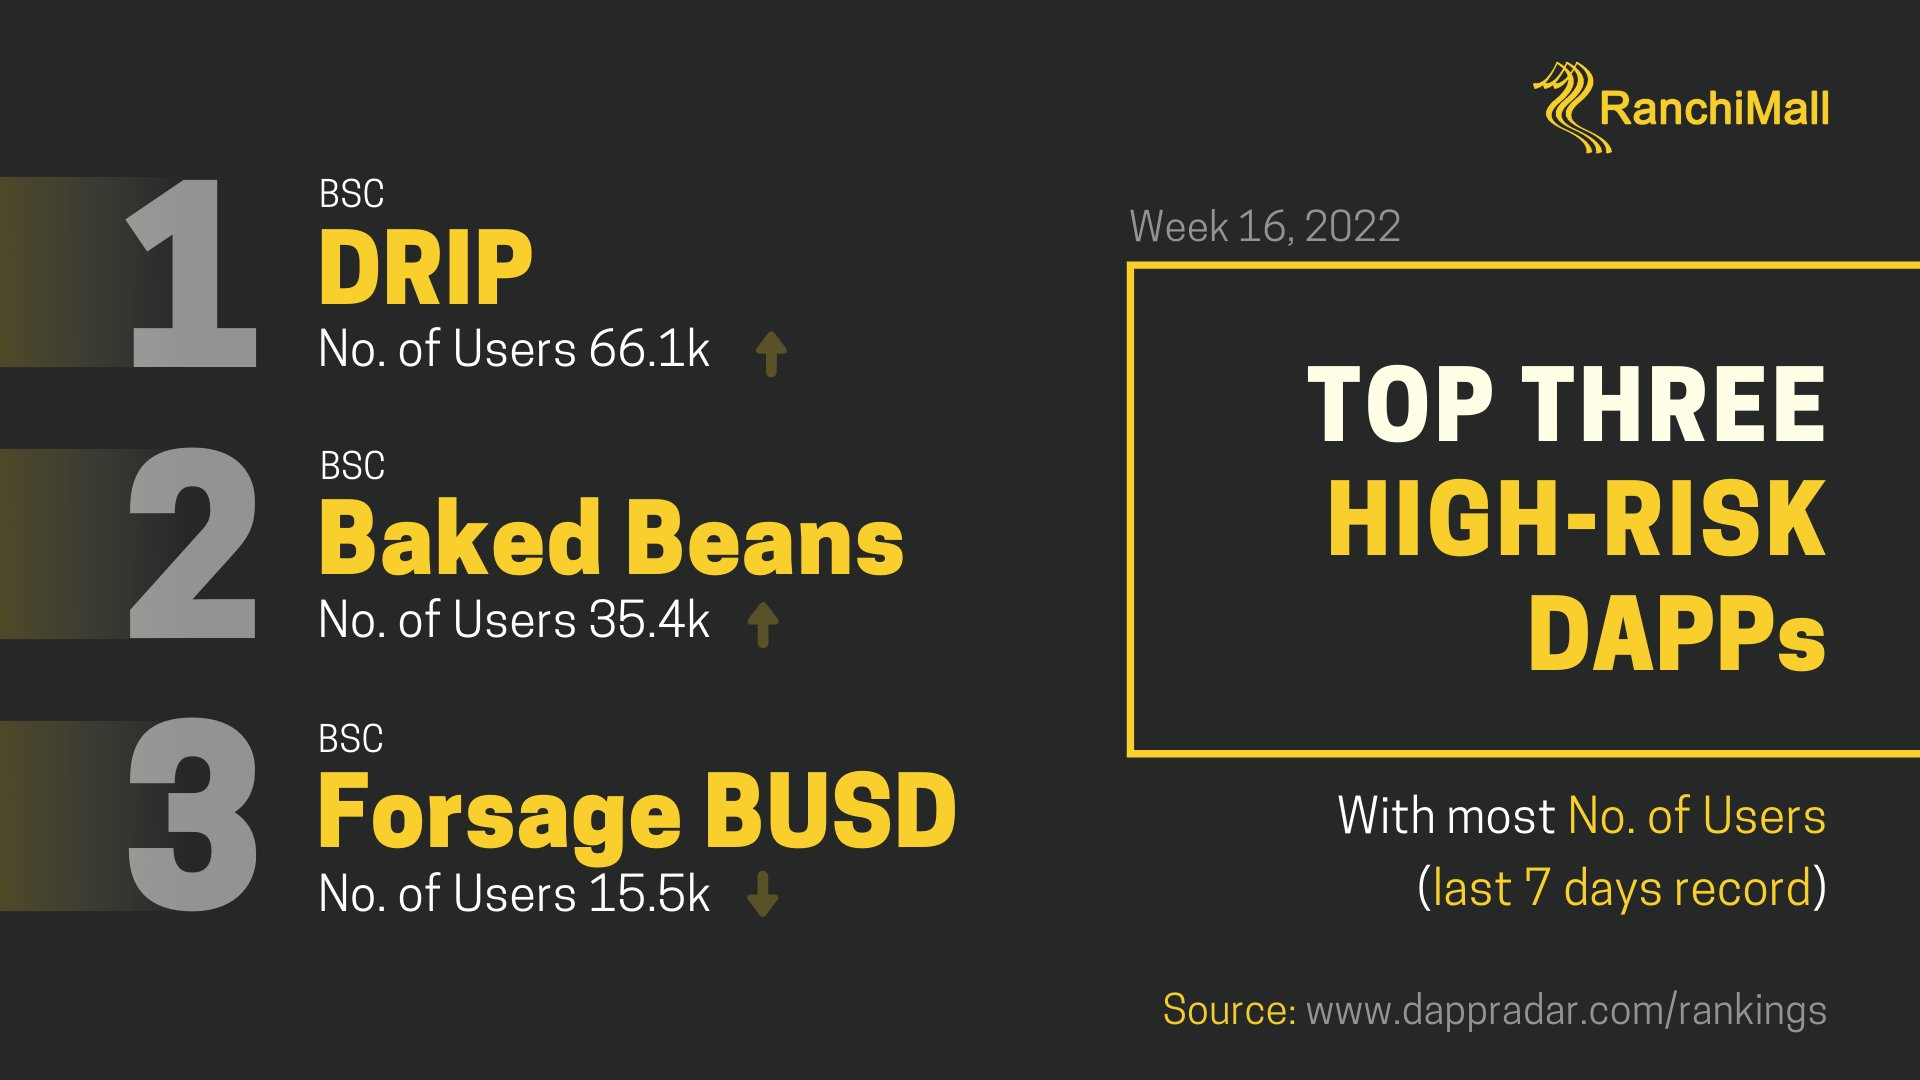 RanchiMall
1
BSC
DRIP
No. of Users 66.1k
2
BSC
Baked Beans
No. of Users 35.4k
3
BSC
Forsage BUSD
No. of Users 15.5k
Week 16, 2022
TOP THREE
HIGH-RISK
DAPPs
With most No. of Users
(last 7 days record)
Source: www.dappradar.com/rankings